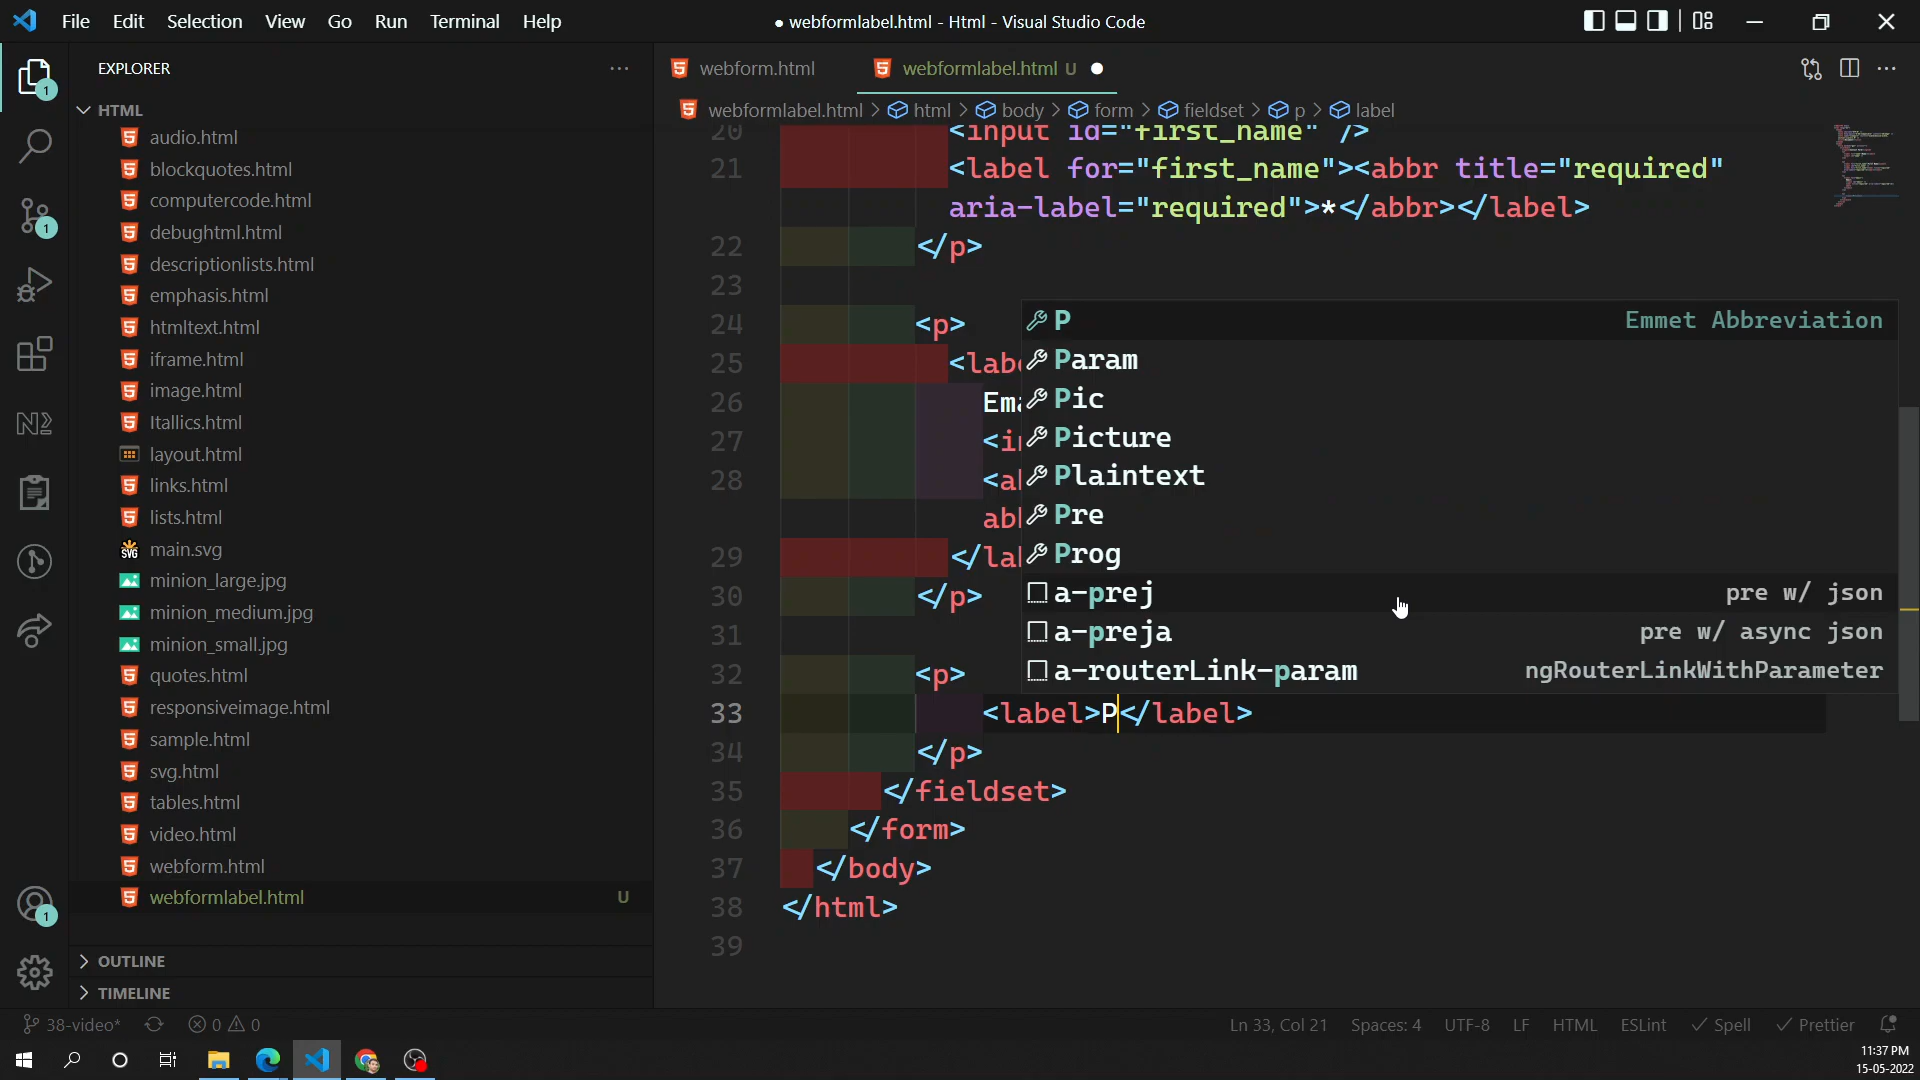 File Edit Selection View Go Run Terminal Help
● webformlabel.html - Html - Visual Studio Code
EXPLORER
webform.html
webformlabel.html U
HTML
webformlabel.html > html > body > form > fieldset > p > label
audio.html
blockquotes.html
computercode.html
debughtml.html
descriptionlists.html
emphasis.html
htmltext.html
iframe.html
image.html
Itallics.html
layout.html
links.html
lists.html
main.svg
minion_large.jpg
minion_medium.jpg
minion_small.jpg
quotes.html
responsiveimage.html
sample.html
svg.html
tables.html
video.html
webform.html
webformlabel.html U
OUTLINE
TIMELINE
20 <input id="first_name" />
21 <label for="first_name"><abbr title="required"
aria-label="required">*</abbr></label>
22 </p>
23
24 <p>
25
26
27
28
29
30 </p>
31
32 <p>
33 <label>P</label>
34 </p>
35 </fieldset>
36 </form>
37 </body>
38 </html>
39
P Emmet Abbreviation
Param
Pic
Picture
Plaintext
Pre
Prog
a-prej pre w/ json
a-preja pre w/ async json
a-routerLink-param ngRouterLinkWithParameter
1
1
1
38-video* 0 0
Ln 33, Col 21 Spaces: 4 UTF-8 LF HTML ESLint Spell Prettier
11:37 PM
15-05-2022